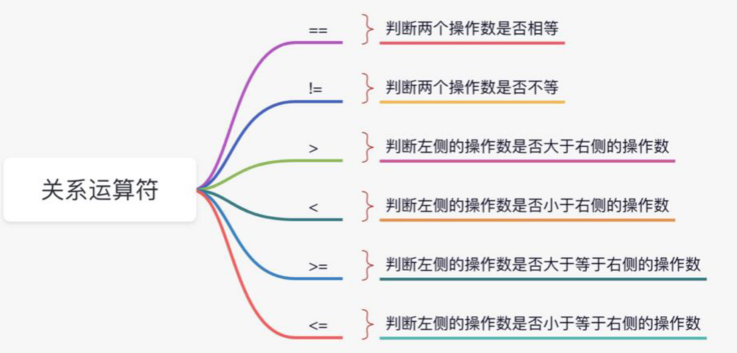 关系运算符
==
判断两个操作数是否相等
!=
判断两个操作数是否不等
>
判断左侧的操作数是否大于右侧的操作数
<
判断左侧的操作数是否小于右侧的操作数
>=
判断左侧的操作数是否大于等于右侧的操作数
<=
判断左侧的操作数是否小于等于右侧的操作数